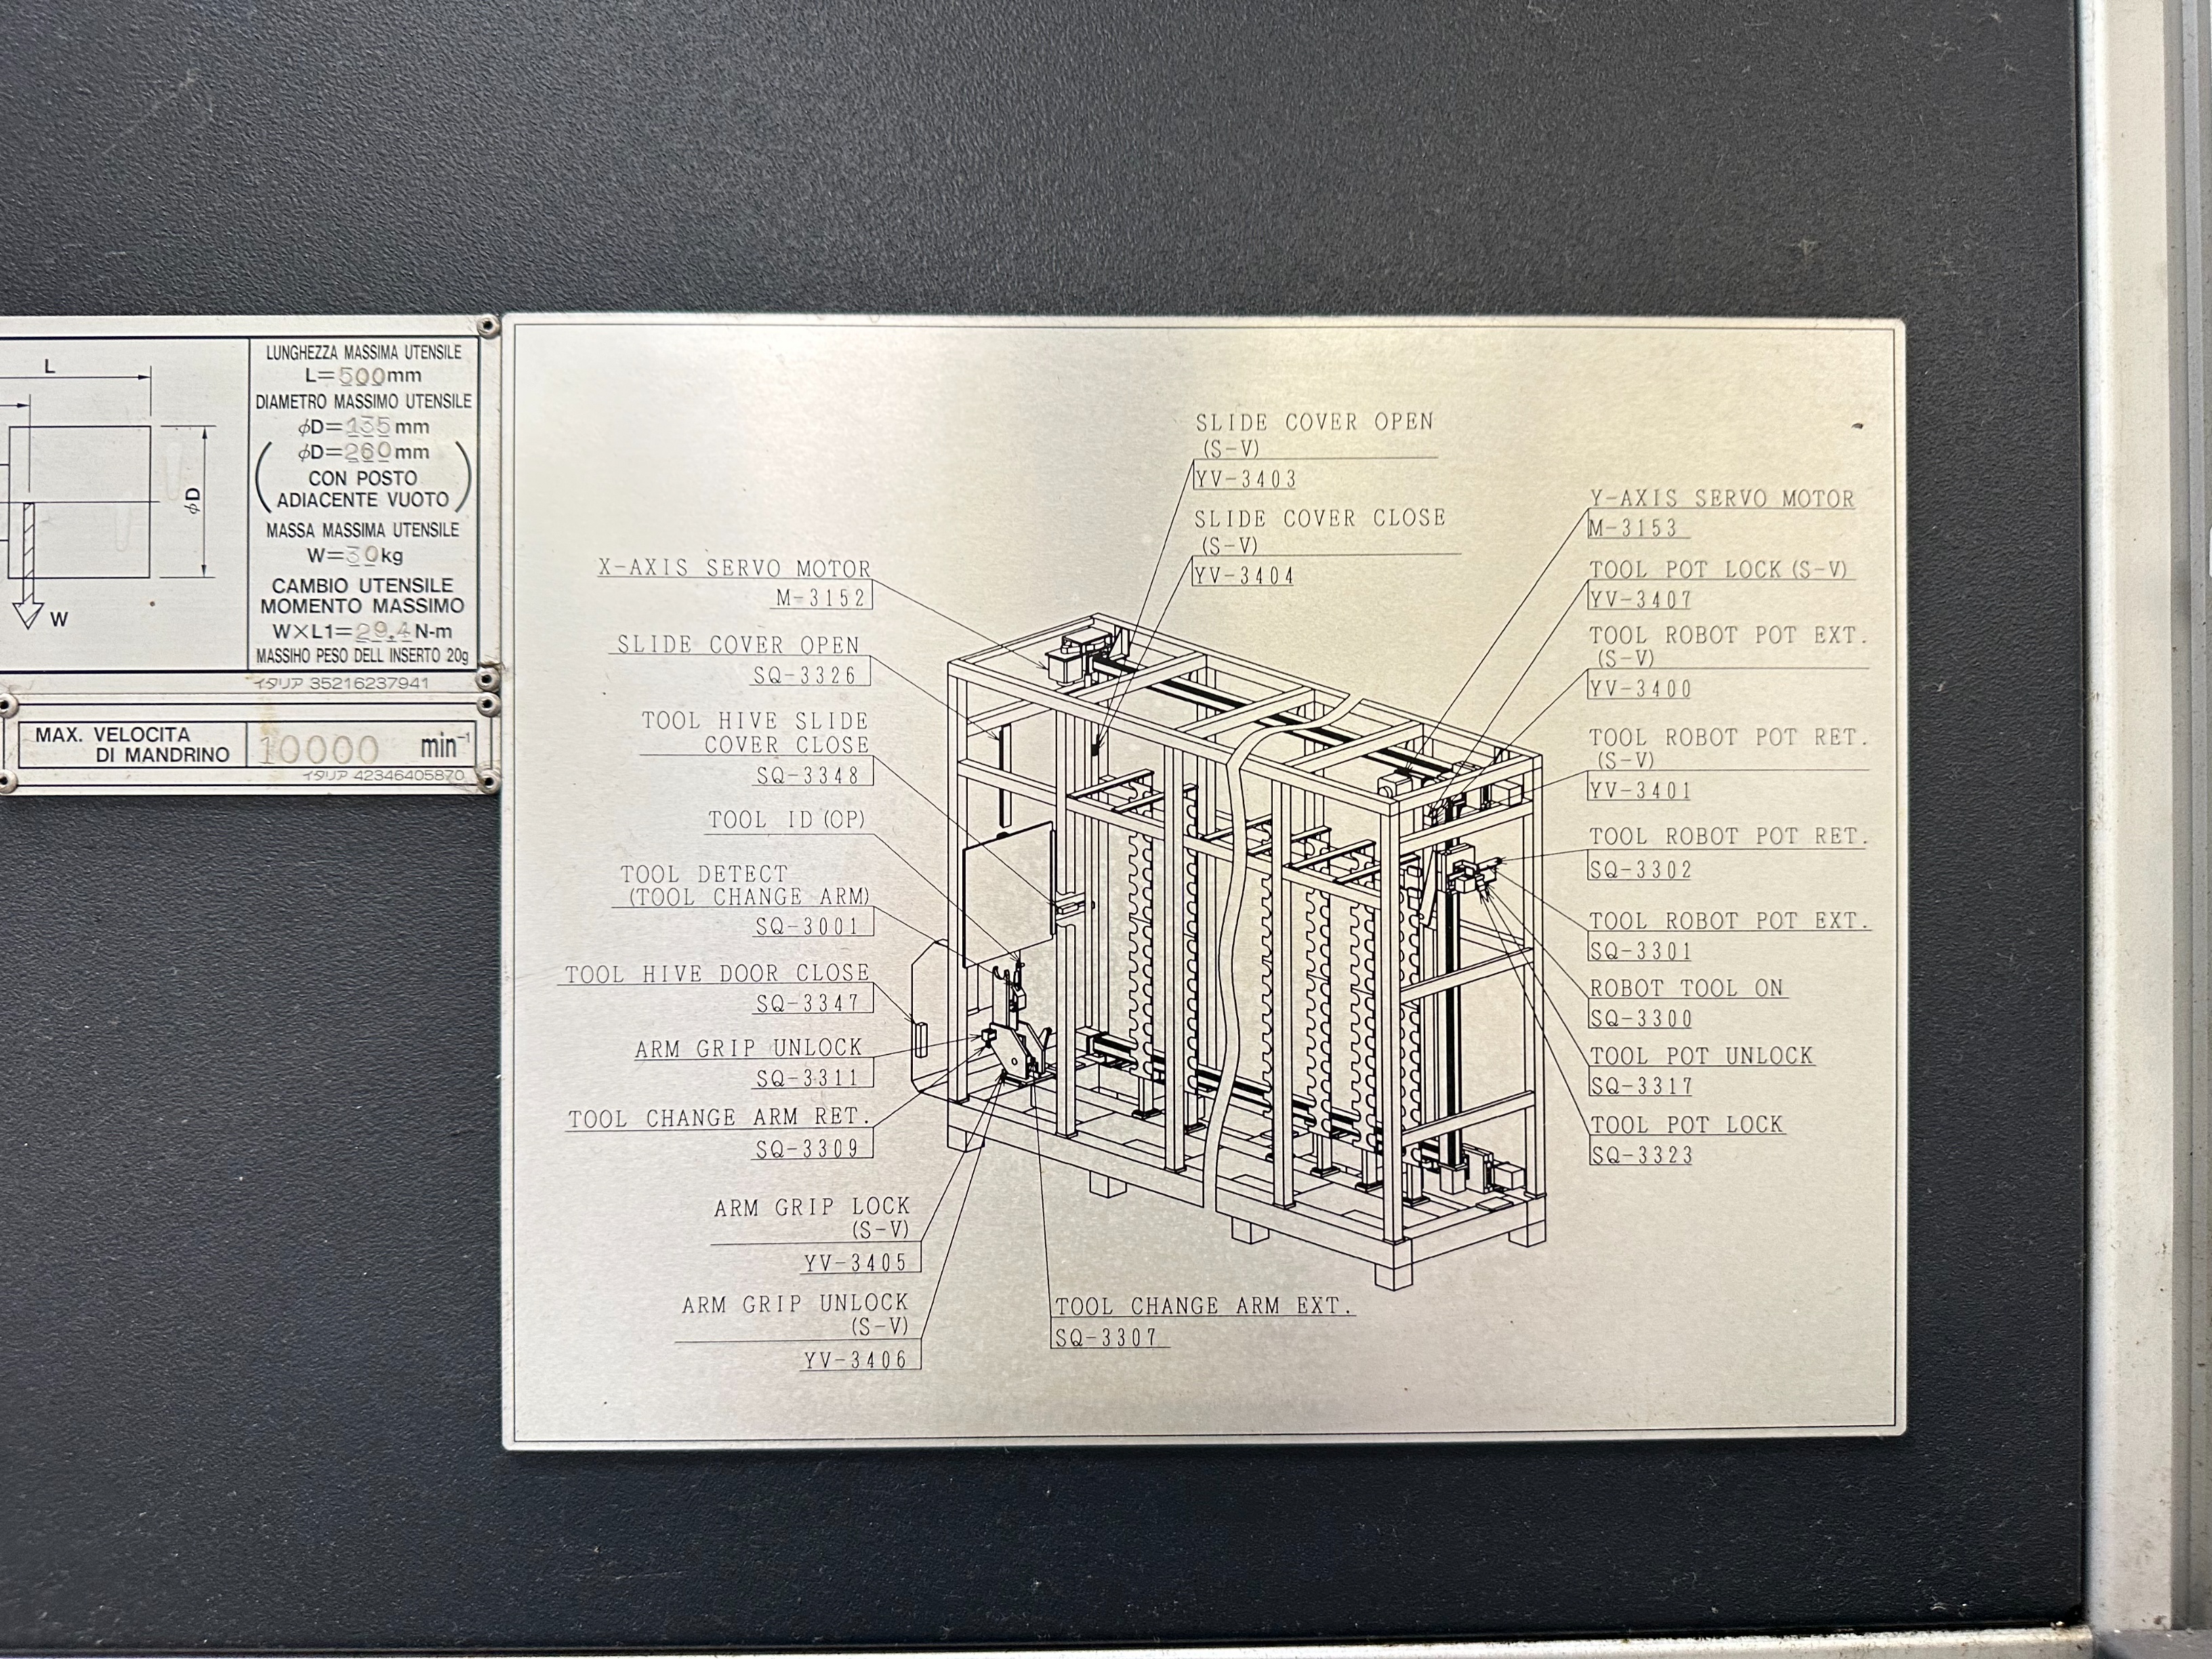 L
φD
W
LUNGHEZZA MASSIMA UTENSILE
L=500mm
DIAMETRO MASSIMO UTENSILE
φD=135mm
φD=260mm
CON POSTO
ADIACENTE VUOTO
MASSA MASSIMA UTENSILE
W=30kg
CAMBIO UTENSILE
MOMENTO MASSIMO
W×L1=29.4N-m
MASSIHO PESO DELL INSERTO 20g
イタリア 35216237941
MAX. VELOCITA
DI MANDRINO
10000 min⁻¹
イタリア 42346405870
SLIDE COVER OPEN
(S-V)
YV-3403
SLIDE COVER CLOSE
(S-V)
YV-3404
X-AXIS SERVO MOTOR
M-3152
SLIDE COVER OPEN
SQ-3326
TOOL HIVE SLIDE
COVER CLOSE
SQ-3348
TOOL ID(OP)
TOOL DETECT
(TOOL CHANGE ARM)
SQ-3001
TOOL HIVE DOOR CLOSE
SQ-3347
ARM GRIP UNLOCK
SQ-3311
TOOL CHANGE ARM RET.
SQ-3309
ARM GRIP LOCK
(S-V)
YV-3405
ARM GRIP UNLOCK
(S-V)
YV-3406
TOOL CHANGE ARM EXT.
SQ-3307
Y-AXIS SERVO MOTOR
M-3153
TOOL POT LOCK(S-V)
YV-3407
TOOL ROBOT POT EXT.
(S-V)
YV-3400
TOOL ROBOT POT RET.
(S-V)
YV-3401
TOOL ROBOT POT RET.
SQ-3302
TOOL ROBOT POT EXT.
SQ-3301
ROBOT TOOL ON
SQ-3300
TOOL POT UNLOCK
SQ-3317
TOOL POT LOCK
SQ-3323